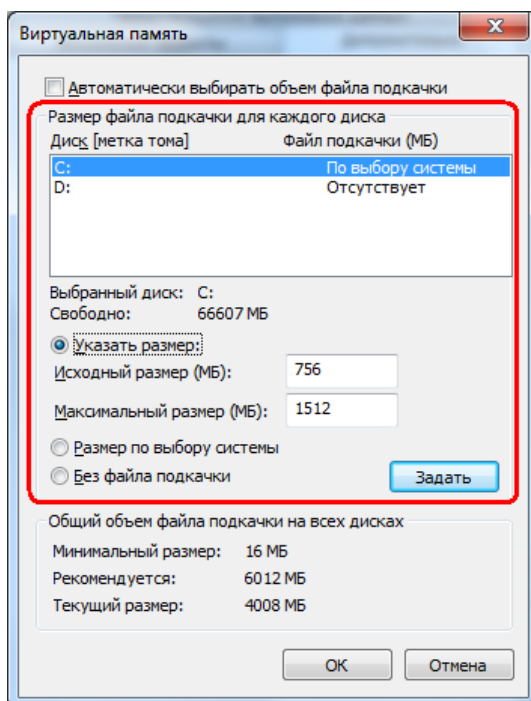 Виртуальная память
Автоматически выбирать объем файла подкачки
Размер файла подкачки для каждого диска
Диск [метка тома] Файл подкачки (МБ)
C: По выбору системы
D: Отсутствует
Выбранный диск: C:
Свободно: 66607 МБ
Указать размер:
Исходный размер (МБ): 756
Максимальный размер (МБ): 1512
Размер по выбору системы
Без файла подкачки Задать
Общий объем файла подкачки на всех дисках
Минимальный размер: 16 МБ
Рекомендуется: 6012 МБ
Текущий размер: 4008 МБ
ОК Отмена